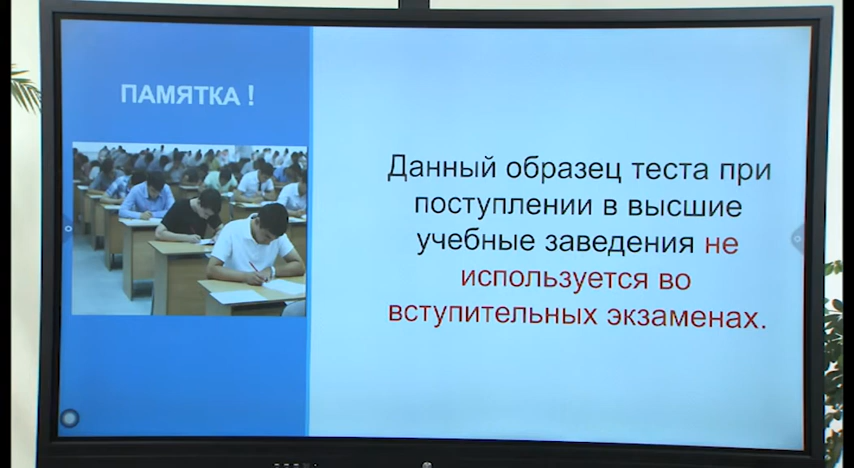 ПАМЯТКА !
Данный образец теста при
поступлении в высшие
учебные заведения не
используется во
вступительных экзаменах.